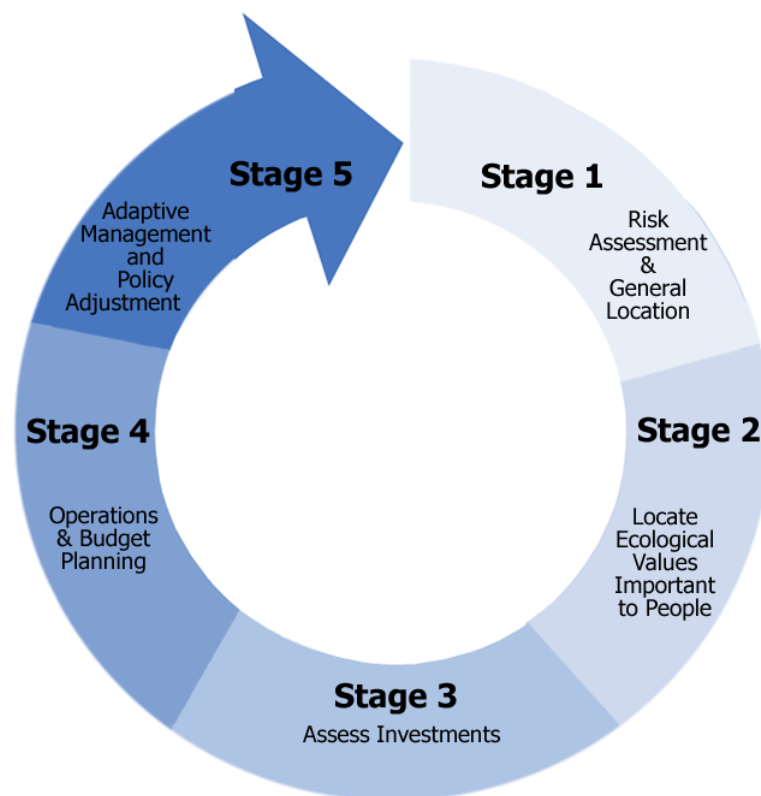 Stage 1
Risk
Assessment
&
General
Location
Stage 2
Locate
Ecological
Values
Important
to People
Stage 3
Assess Investments
Stage 4
Operations
& Budget
Planning
Stage 5
Adaptive
Management
and
Policy
Adjustment